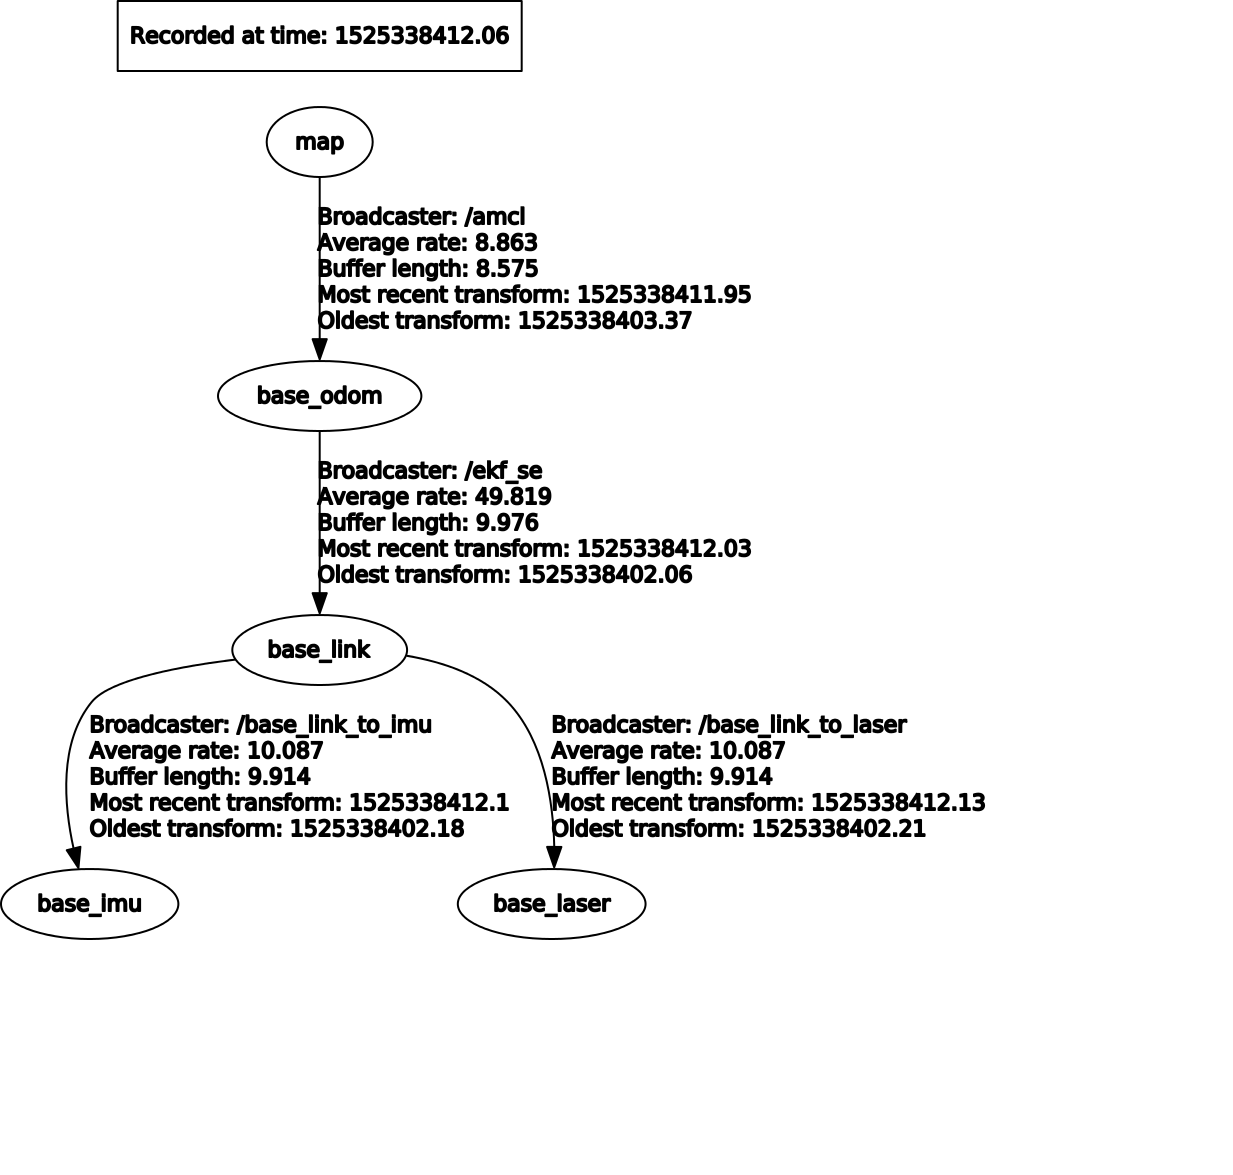 Recorded at time: 1525338412.06
map
Broadcaster: /amcl
Average rate: 8.863
Buffer length: 8.575
Most recent transform: 1525338411.95
Oldest transform: 1525338403.37
base_odom
Broadcaster: /ekf_se
Average rate: 49.819
Buffer length: 9.976
Most recent transform: 1525338412.03
Oldest transform: 1525338402.06
base_link
Broadcaster: /base_link_to_imu
Average rate: 10.087
Buffer length: 9.914
Most recent transform: 1525338412.1
Oldest transform: 1525338402.18
Broadcaster: /base_link_to_laser
Average rate: 10.087
Buffer length: 9.914
Most recent transform: 1525338412.13
Oldest transform: 1525338402.21
base_imu
base_laser